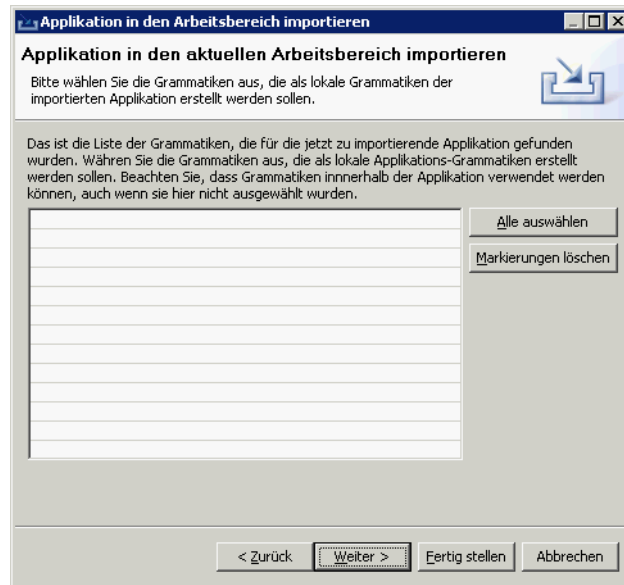 Applikation in den Arbeitsbereich importieren
Applikation in den aktuellen Arbeitsbereich importieren
Bitte wählen Sie die Grammatiken aus, die als lokale Grammatiken der
importierten Applikation erstellt werden sollen.
Das ist die Liste der Grammatiken, die für die jetzt zu importierende Applikation gefunden
wurden. Währen Sie die Grammatiken aus, die als lokale Applikations-Grammatiken erstellt
werden sollen. Beachten Sie, dass Grammatiken innnerhalb der Applikation verwendet werden
können, auch wenn sie hier nicht ausgewählt wurden.
Alle auswählen
Markierungen löschen
< Zurück Weiter > Fertig stellen Abbrechen